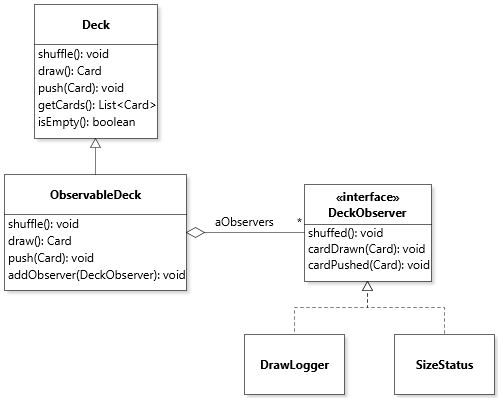 Deck
shuffle(): void
draw(): Card
push(Card): void
getCards(): List<Card>
isEmpty(): boolean
ObservableDeck
shuffle(): void
draw(): Card
push(Card): void
addObserver(DeckObserver): void
aObservers
*
«interface»
DeckObserver
shuffed(): void
cardDrawn(Card): void
cardPushed(Card): void
DrawLogger
SizeStatus